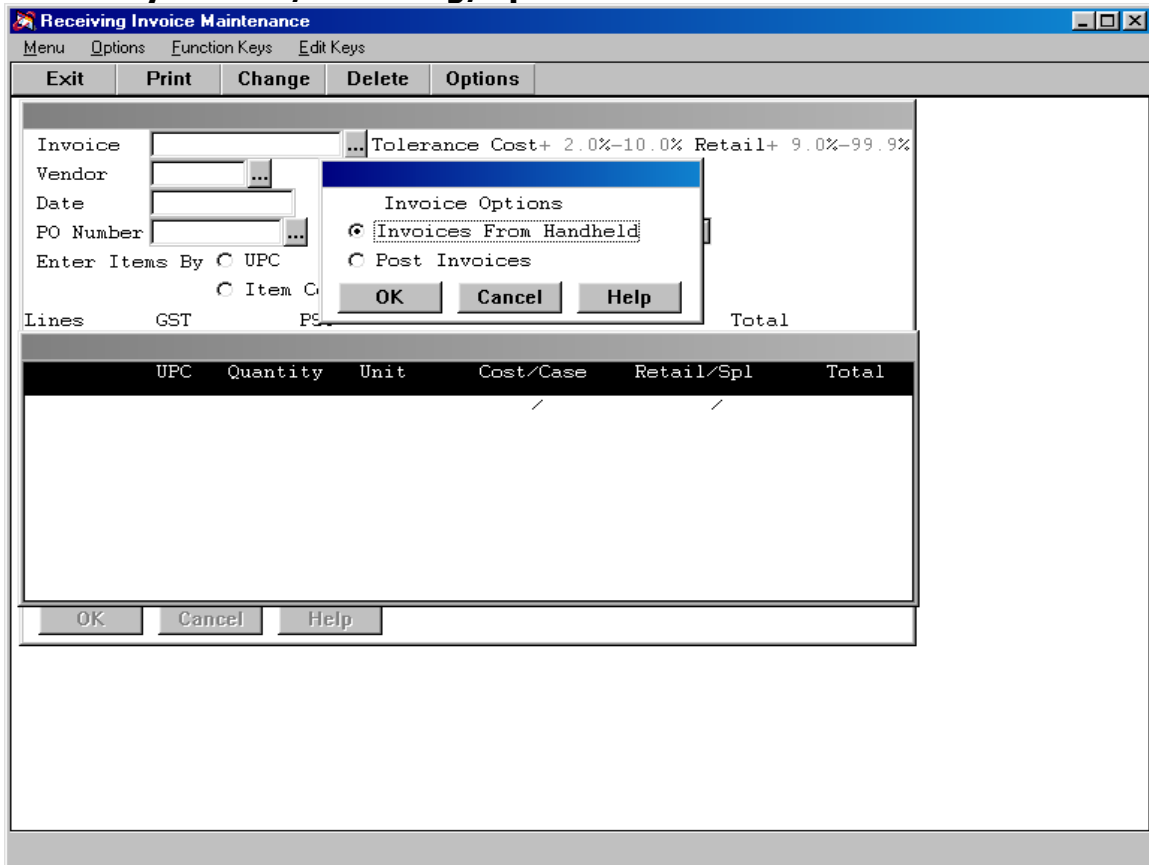 Receiving Invoice Maintenance
Menu Options Function Keys Edit Keys
Exit Print Change Delete Options
Invoice ... Tolerance Cost+ 2.0%-10.0% Retail+ 9.0%-99.9%
Vendor ...
Date
PO Number ...
Enter Items By UPC
Item
Invoice Options
Invoices From Handheld
Post Invoices
OK Cancel Help
Lines GST Total
UPC Quantity Unit Cost/Case Retail/Spl Total
/ /
OK Cancel Help